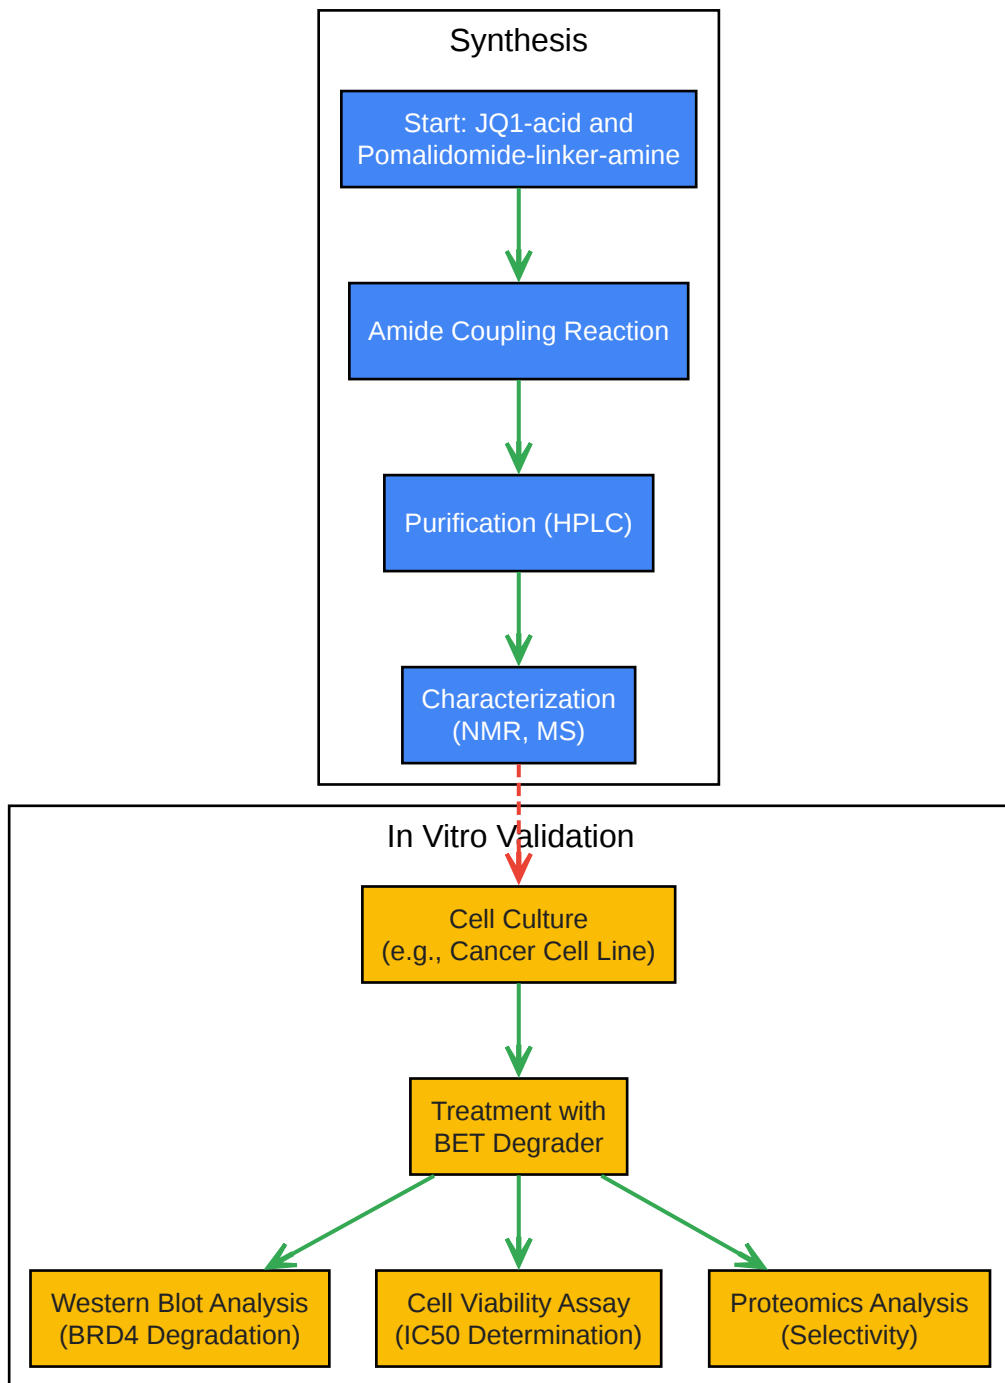 Synthesis
Start: JQ1-acid and
Pomalidomide-linker-amine
Amide Coupling Reaction
Purification (HPLC)
Characterization
(NMR, MS)
In Vitro Validation
Cell Culture
(e.g., Cancer Cell Line)
Treatment with
BET Degrader
Western Blot Analysis
(BRD4 Degradation)
Cell Viability Assay
(IC50 Determination)
Proteomics Analysis
(Selectivity)